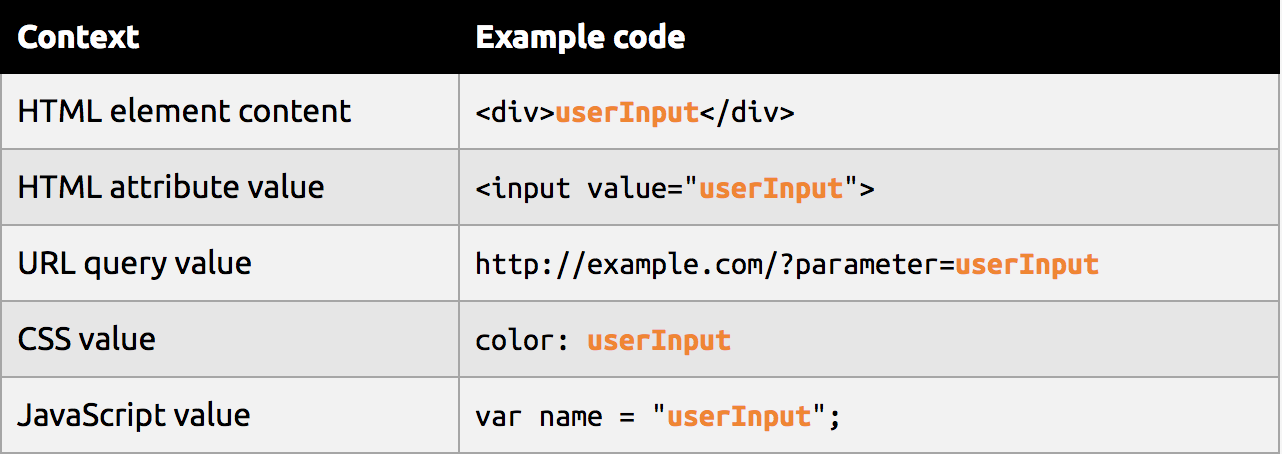 Context Example code
HTML element content <div>userInput</div>
HTML attribute value <input value="userInput">
URL query value http://example.com/?parameter=userInput
CSS value color: userInput
JavaScript value var name = "userInput";